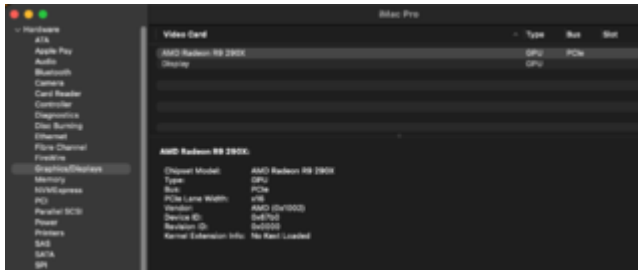 iMac Pro
Hardware
ATA
Apple Pay
Audio
Bluetooth
Camera
Card Reader
Controller
Diagnostics
Disc Burning
Ethernet
Fibre Channel
FireWire
Graphics/Displays
Memory
NVMExpress
PCI
Parallel SCSI
Power
Printers
SAS
SATA
SPI
Video Card Type Bus Slot
AMD Radeon R9 290X GPU PCIe
Display GPU
AMD Radeon R9 290X:
Chipset Model: AMD Radeon R9 290X
Type: GPU
Bus: PCIe
PCIe Lane Width: x16
Vendor: AMD (0x1002)
Device ID: 0x67b0
Revision ID: 0x0000
Kernel Extension Info: No Kext Loaded